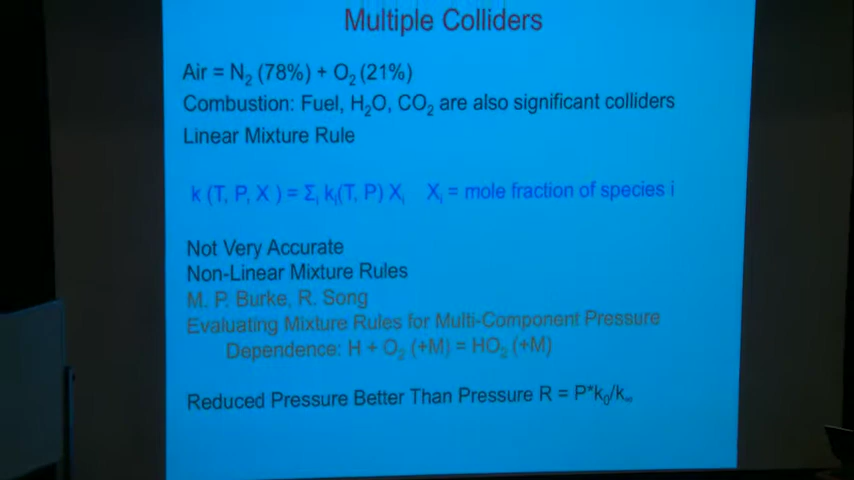 Multiple Colliders
Air = N₂ (78%) + O₂ (21%)
Combustion: Fuel, H₂O, CO₂ are also significant colliders
Linear Mixture Rule
k (T, P, X ) = Σᵢ kᵢ(T, P) Xᵢ   Xᵢ = mole fraction of species i
Not Very Accurate
Non-Linear Mixture Rules
M. P. Burke, R. Song
Evaluating Mixture Rules for Multi-Component Pressure
Dependence: H + O₂ (+M) = HO₂ (+M)
Reduced Pressure Better Than Pressure R = P*k₀/k∞